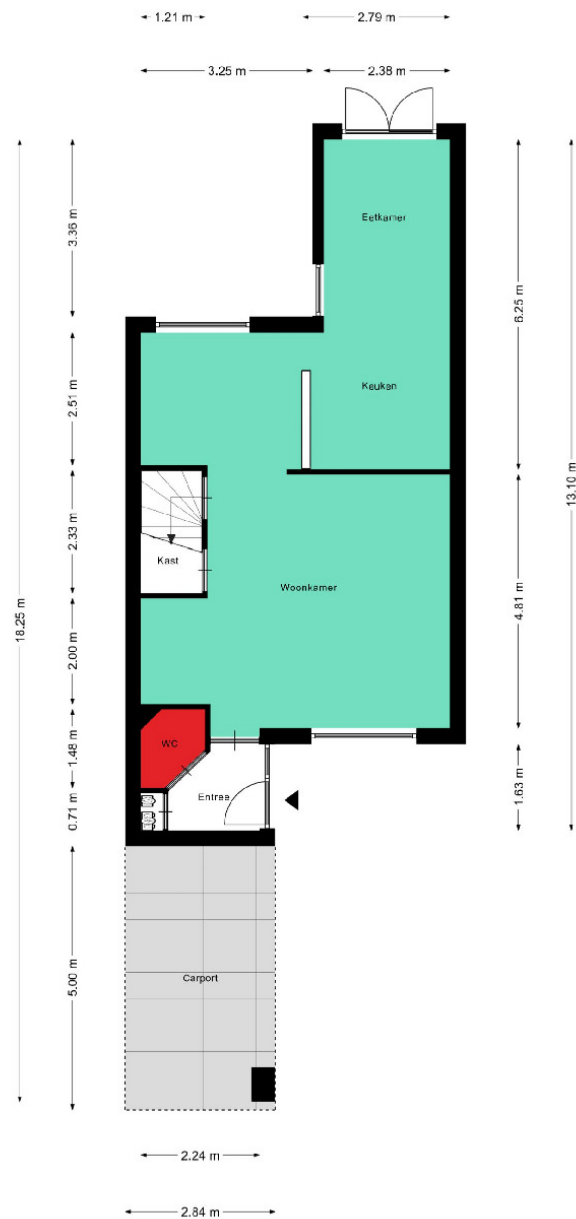 1.21 m
2.79 m
3.25 m
2.38 m
3.36 m
Eetkamer
6.25 m
Keuken
2.51 m
13.10 m
2.33 m
Kast
Woonkamer
4.81 m
18.25 m
2.00 m
WC
1.48 m
Entree
1.63 m
0.71 m
Carport
5.00 m
2.24 m
2.84 m